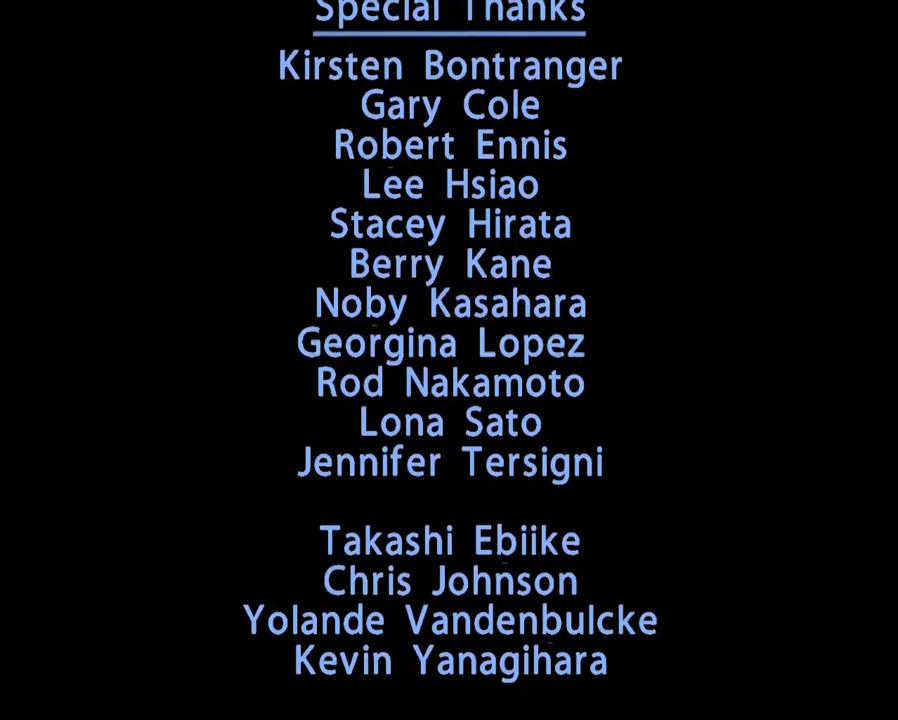 Special Thanks
Kirsten Bontranger
Gary Cole
Robert Ennis
Lee Hsiao
Stacey Hirata
Berry Kane
Noby Kasahara
Georgina Lopez
Rod Nakamoto
Lona Sato
Jennifer Tersigni
Takashi Ebiike
Chris Johnson
Yolande Vandenbulcke
Kevin Yanagihara